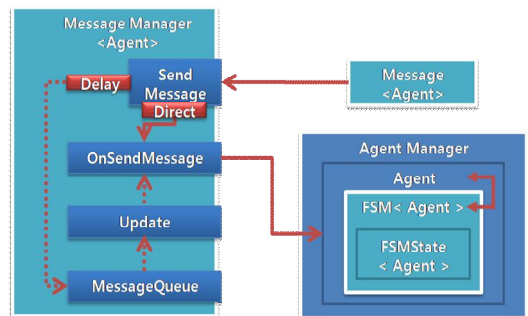 Message Manager
<Agent>
Send
Message
Delay
Direct
OnSendMessage
Update
MessageQueue
Message
<Agent>
Agent Manager
Agent
FSM< Agent >
FSMState
< Agent >